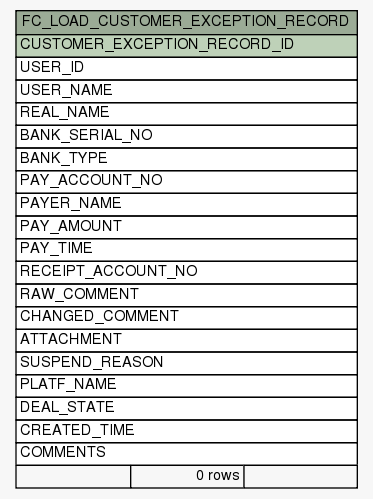 FC_LOAD_CUSTOMER_EXCEPTION_RECORD
CUSTOMER_EXCEPTION_RECORD_ID
USER_ID
USER_NAME
REAL_NAME
BANK_SERIAL_NO
BANK_TYPE
PAY_ACCOUNT_NO
PAYER_NAME
PAY_AMOUNT
PAY_TIME
RECEIPT_ACCOUNT_NO
RAW_COMMENT
CHANGED_COMMENT
ATTACHMENT
SUSPEND_REASON
PLATF_NAME
DEAL_STATE
CREATED_TIME
COMMENTS
0 rows